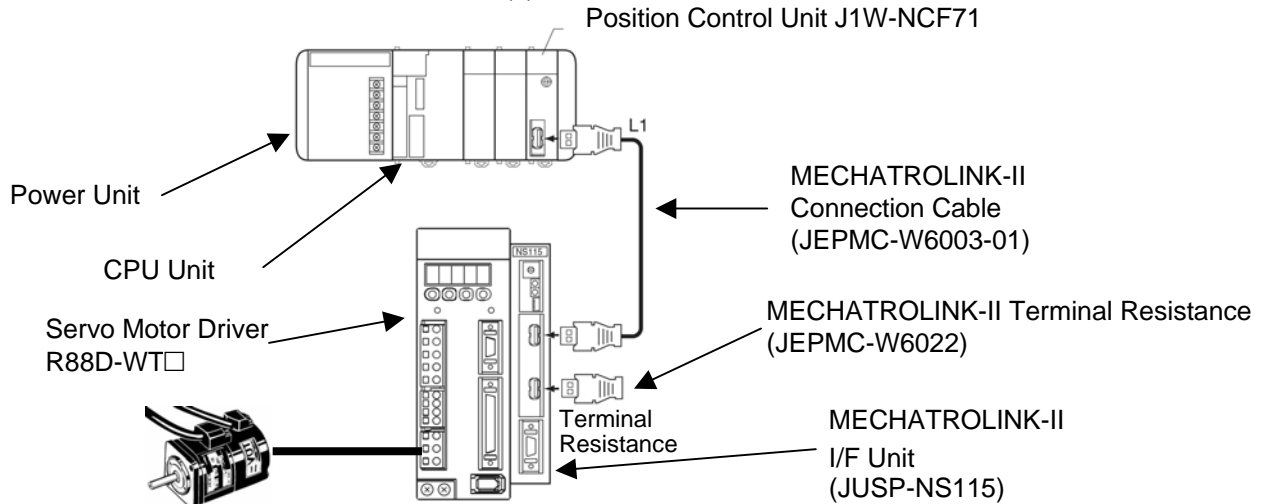 Position Control Unit J1W-NCF71
L1
Power Unit
MECHATROLINK-II
Connection Cable
(JEPMC-W6003-01)
CPU Unit
NS115
Servo Motor Driver
R88D-WT□
MECHATROLINK-II Terminal Resistance
(JEPMC-W6022)
Terminal
Resistance
MECHATROLINK-II
I/F Unit
(JUSP-NS115)